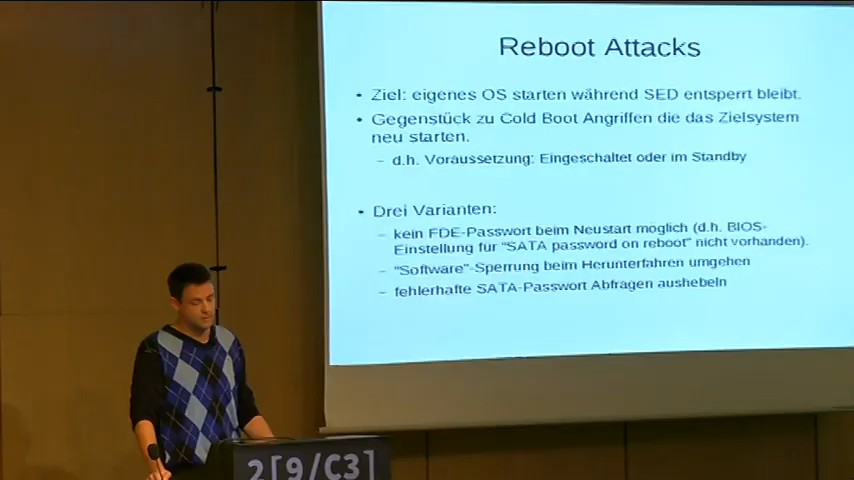 Reboot Attacks
• Ziel: eigenes OS starten während SED entsperrt bleibt.
• Gegenstück zu Cold Boot Angriffen die das Zielsystem
neu starten.
– d.h. Voraussetzung: Eingeschaltet oder im Standby
• Drei Varianten:
– kein FDE-Passwort beim Neustart möglich (d.h. BIOS-
Einstellung für "SATA password on reboot" nicht vorhanden).
– "Software"-Sperrung beim Herunterfahren umgehen
– fehlerhafte SATA-Passwort Abfragen aushebeln
2[9/C3]